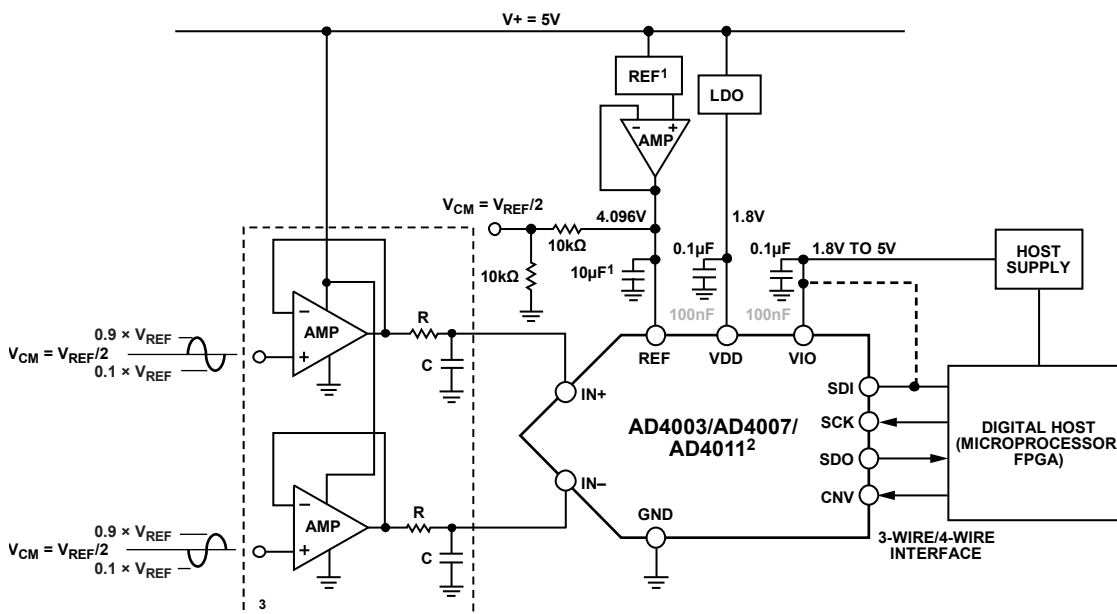 V+ = 5V
REF1
LDO
AMP
VCM = VREF/2
4.096V
1.8V
10kΩ
10kΩ
10µF1
0.1µF
0.1µF
1.8V TO 5V
HOST
SUPPLY
100nF
100nF
0.9 × VREF
VCM = VREF/2
0.1 × VREF
AMP
R
C
REF
VDD
VIO
IN+
AD4003/AD4007/
AD40112
SDI
SCK
SDO
CNV
DIGITAL HOST
(MICROPROCESSOR
FPGA)
IN–
GND
3-WIRE/4-WIRE
INTERFACE
0.9 × VREF
VCM = VREF/2
0.1 × VREF
AMP
R
C
3